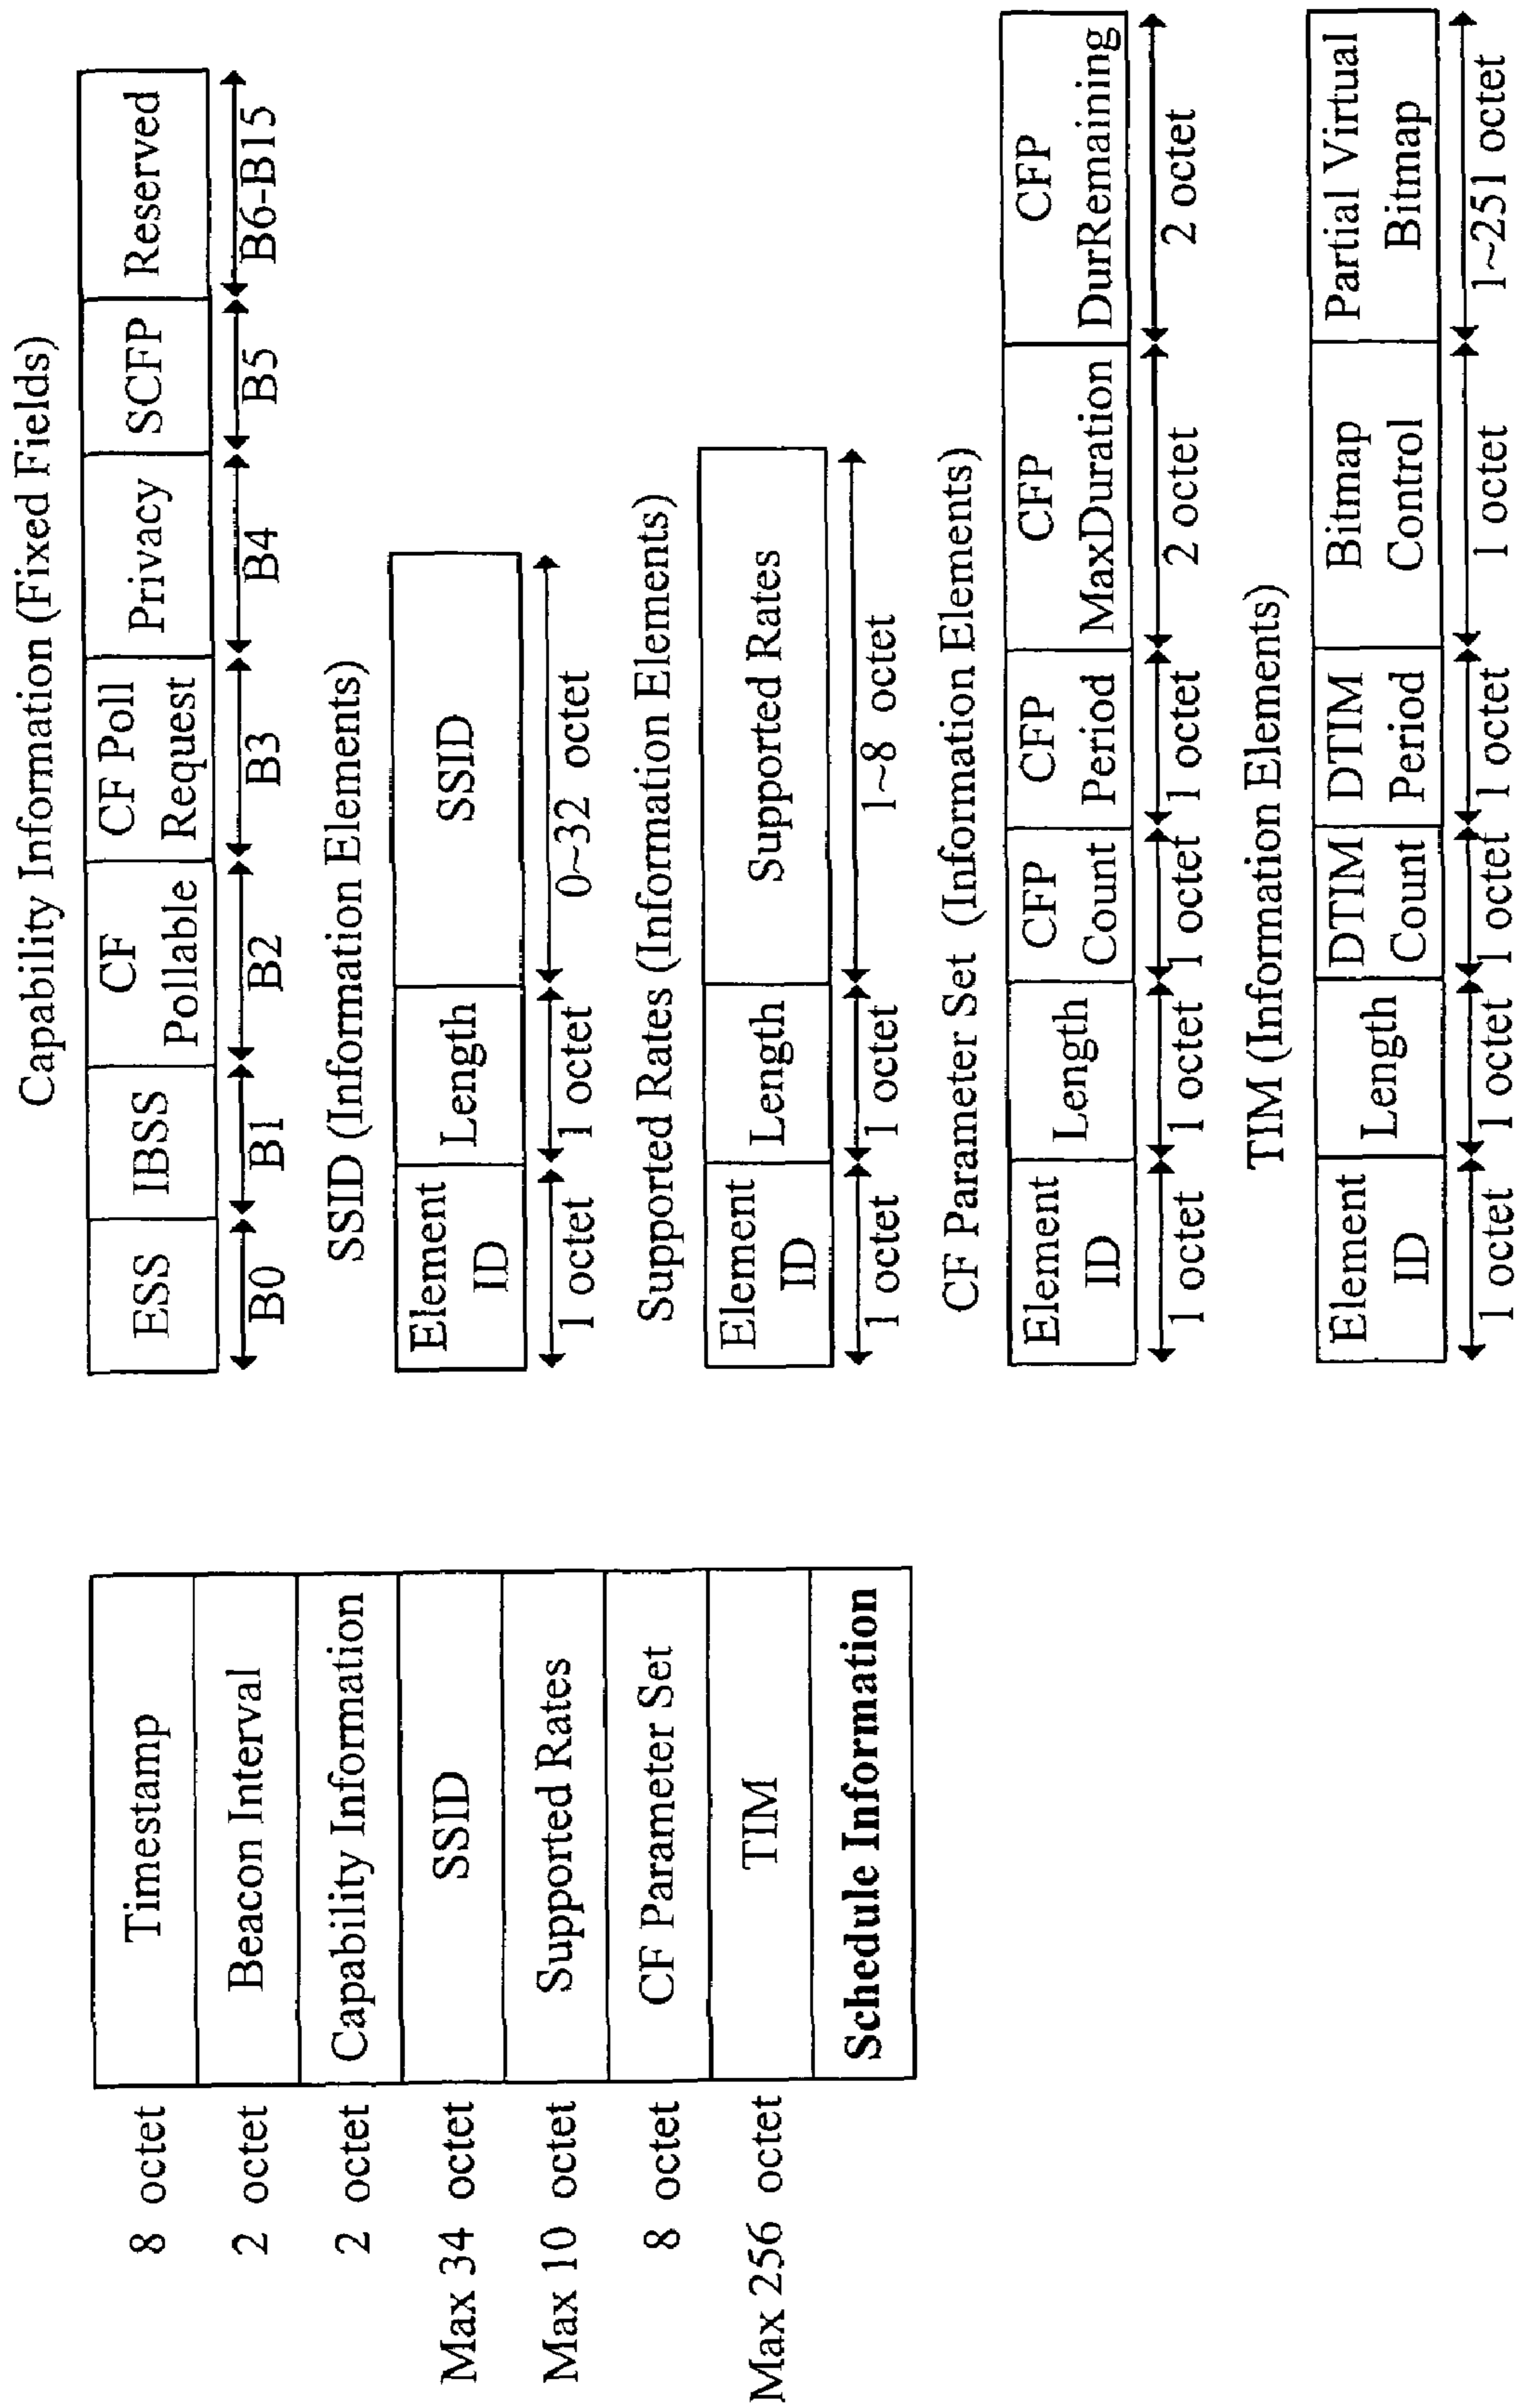 8 octet
Timestamp
2 octet
Beacon Interval
2 octet
Capability Information
Max 34 octet
SSID
Max 10 octet
Supported Rates
8 octet
CF Parameter Set
Max 256 octet
TIM
Schedule Information
Capability Information (Fixed Fields)
ESS
IBSS
CF
Pollable
CF Poll
Request
Privacy
SCFP
Reserved
B0
B1
B2
B3
B4
B5
B6-B15
SSID (Information Elements)
Element
ID
Length
SSID
1 octet
1 octet
0~32 octet
Supported Rates (Information Elements)
Element
ID
Length
Supported Rates
1 octet
1 octet
1~8 octet
CF Parameter Set (Information Elements)
Element
ID
Length
CFP
Count
CFP
Period
CFP
MaxDuration
CFP
DurRemaining
1 octet
1 octet
1 octet
1 octet
2 octet
2 octet
TIM (Information Elements)
Element
ID
Length
DTIM
Count
DTIM
Period
Bitmap
Control
Partial Virtual
Bitmap
1 octet
1 octet
1 octet
1 octet
1 octet
1~251 octet